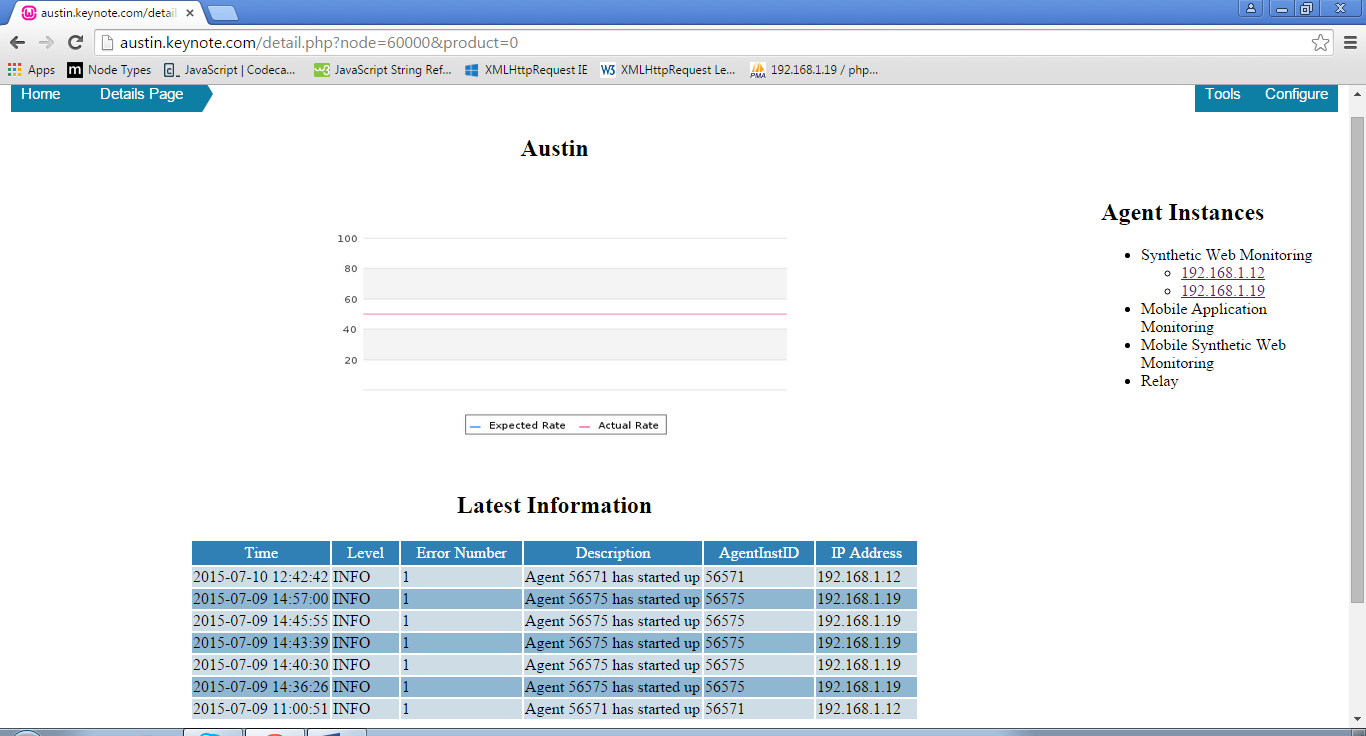 austin.keynote.com/detail
austin.keynote.com/detail.php?node=60000&product=0
Apps m Node Types JavaScript | Codeca... JavaScript String Ref... XMLHttpRequest IE W3 XMLHttpRequest Le... PMA 192.168.1.19 / php...
Home Details Page Tools Configure
Austin
Agent Instances
Synthetic Web Monitoring
192.168.1.12
192.168.1.19
Mobile Application
Monitoring
Mobile Synthetic Web
Monitoring
Relay
100
80
60
40
20
Expected Rate Actual Rate
Latest Information
Time Level Error Number Description AgentInstID IP Address
2015-07-10 12:42:42 INFO 1 Agent 56571 has started up 56571 192.168.1.12
2015-07-09 14:57:00 INFO 1 Agent 56575 has started up 56575 192.168.1.19
2015-07-09 14:45:55 INFO 1 Agent 56575 has started up 56575 192.168.1.19
2015-07-09 14:43:39 INFO 1 Agent 56575 has started up 56575 192.168.1.19
2015-07-09 14:40:30 INFO 1 Agent 56575 has started up 56575 192.168.1.19
2015-07-09 14:36:26 INFO 1 Agent 56575 has started up 56575 192.168.1.19
2015-07-09 11:00:51 INFO 1 Agent 56571 has started up 56571 192.168.1.12